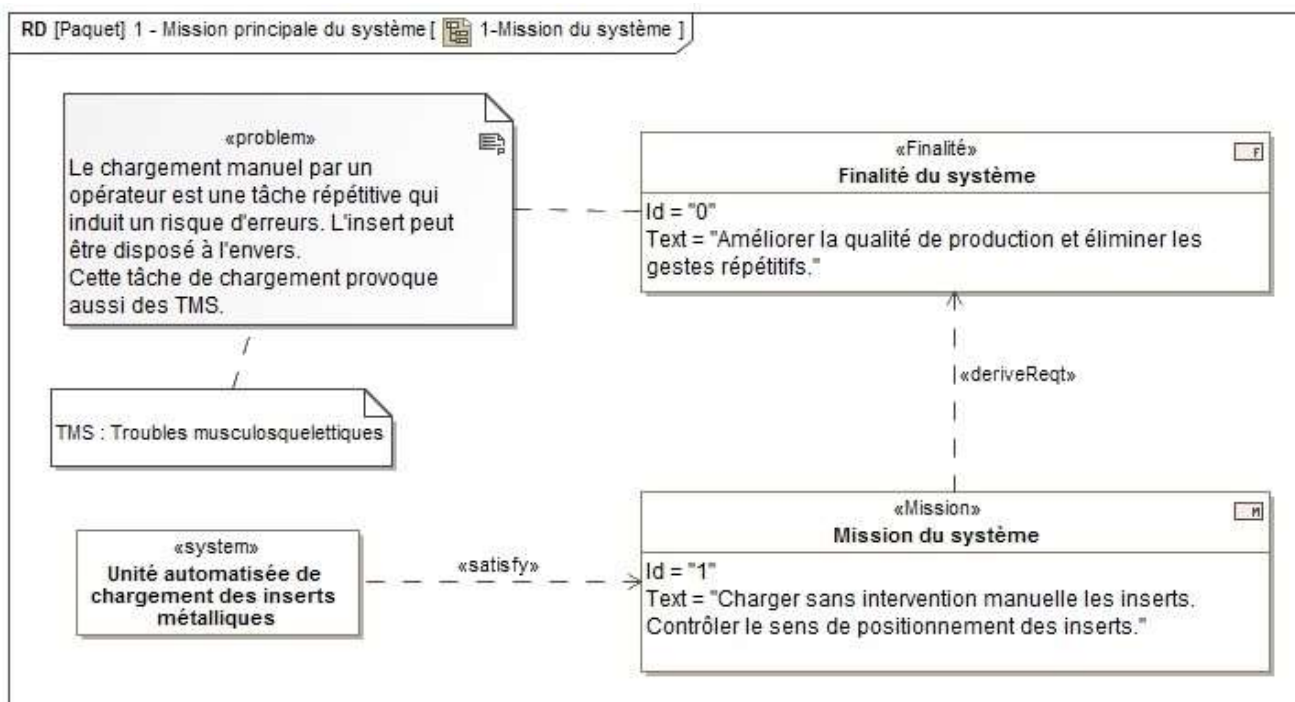 RD [Paquet] 1 - Mission principale du système [ 1-Mission du système ]
«problem»
Le chargement manuel par un
opérateur est une tâche répétitive qui
induit un risque d'erreurs. L'insert peut
être disposé à l'envers.
Cette tâche de chargement provoque
aussi des TMS.
«Finalité»
F
Finalité du système
Id = "0"
Text = "Améliorer la qualité de production et éliminer les
gestes répétitifs."
«deriveReqt»
TMS : Troubles musculosquelettiques
«system»
Unité automatisée de
chargement des inserts
métalliques
«satisfy»
«Mission»
M
Mission du système
Id = "1"
Text = "Charger sans intervention manuelle les inserts.
Contrôler le sens de positionnement des inserts."